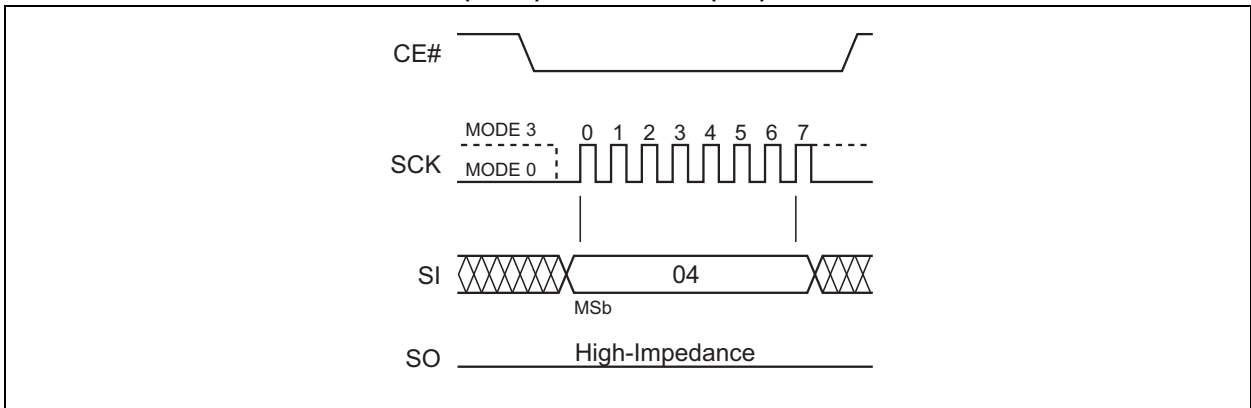 CE#
MODE 3
0 1 2 3 4 5 6 7
SCK
MODE 0
SI
04
MSb
SO
High-Impedance